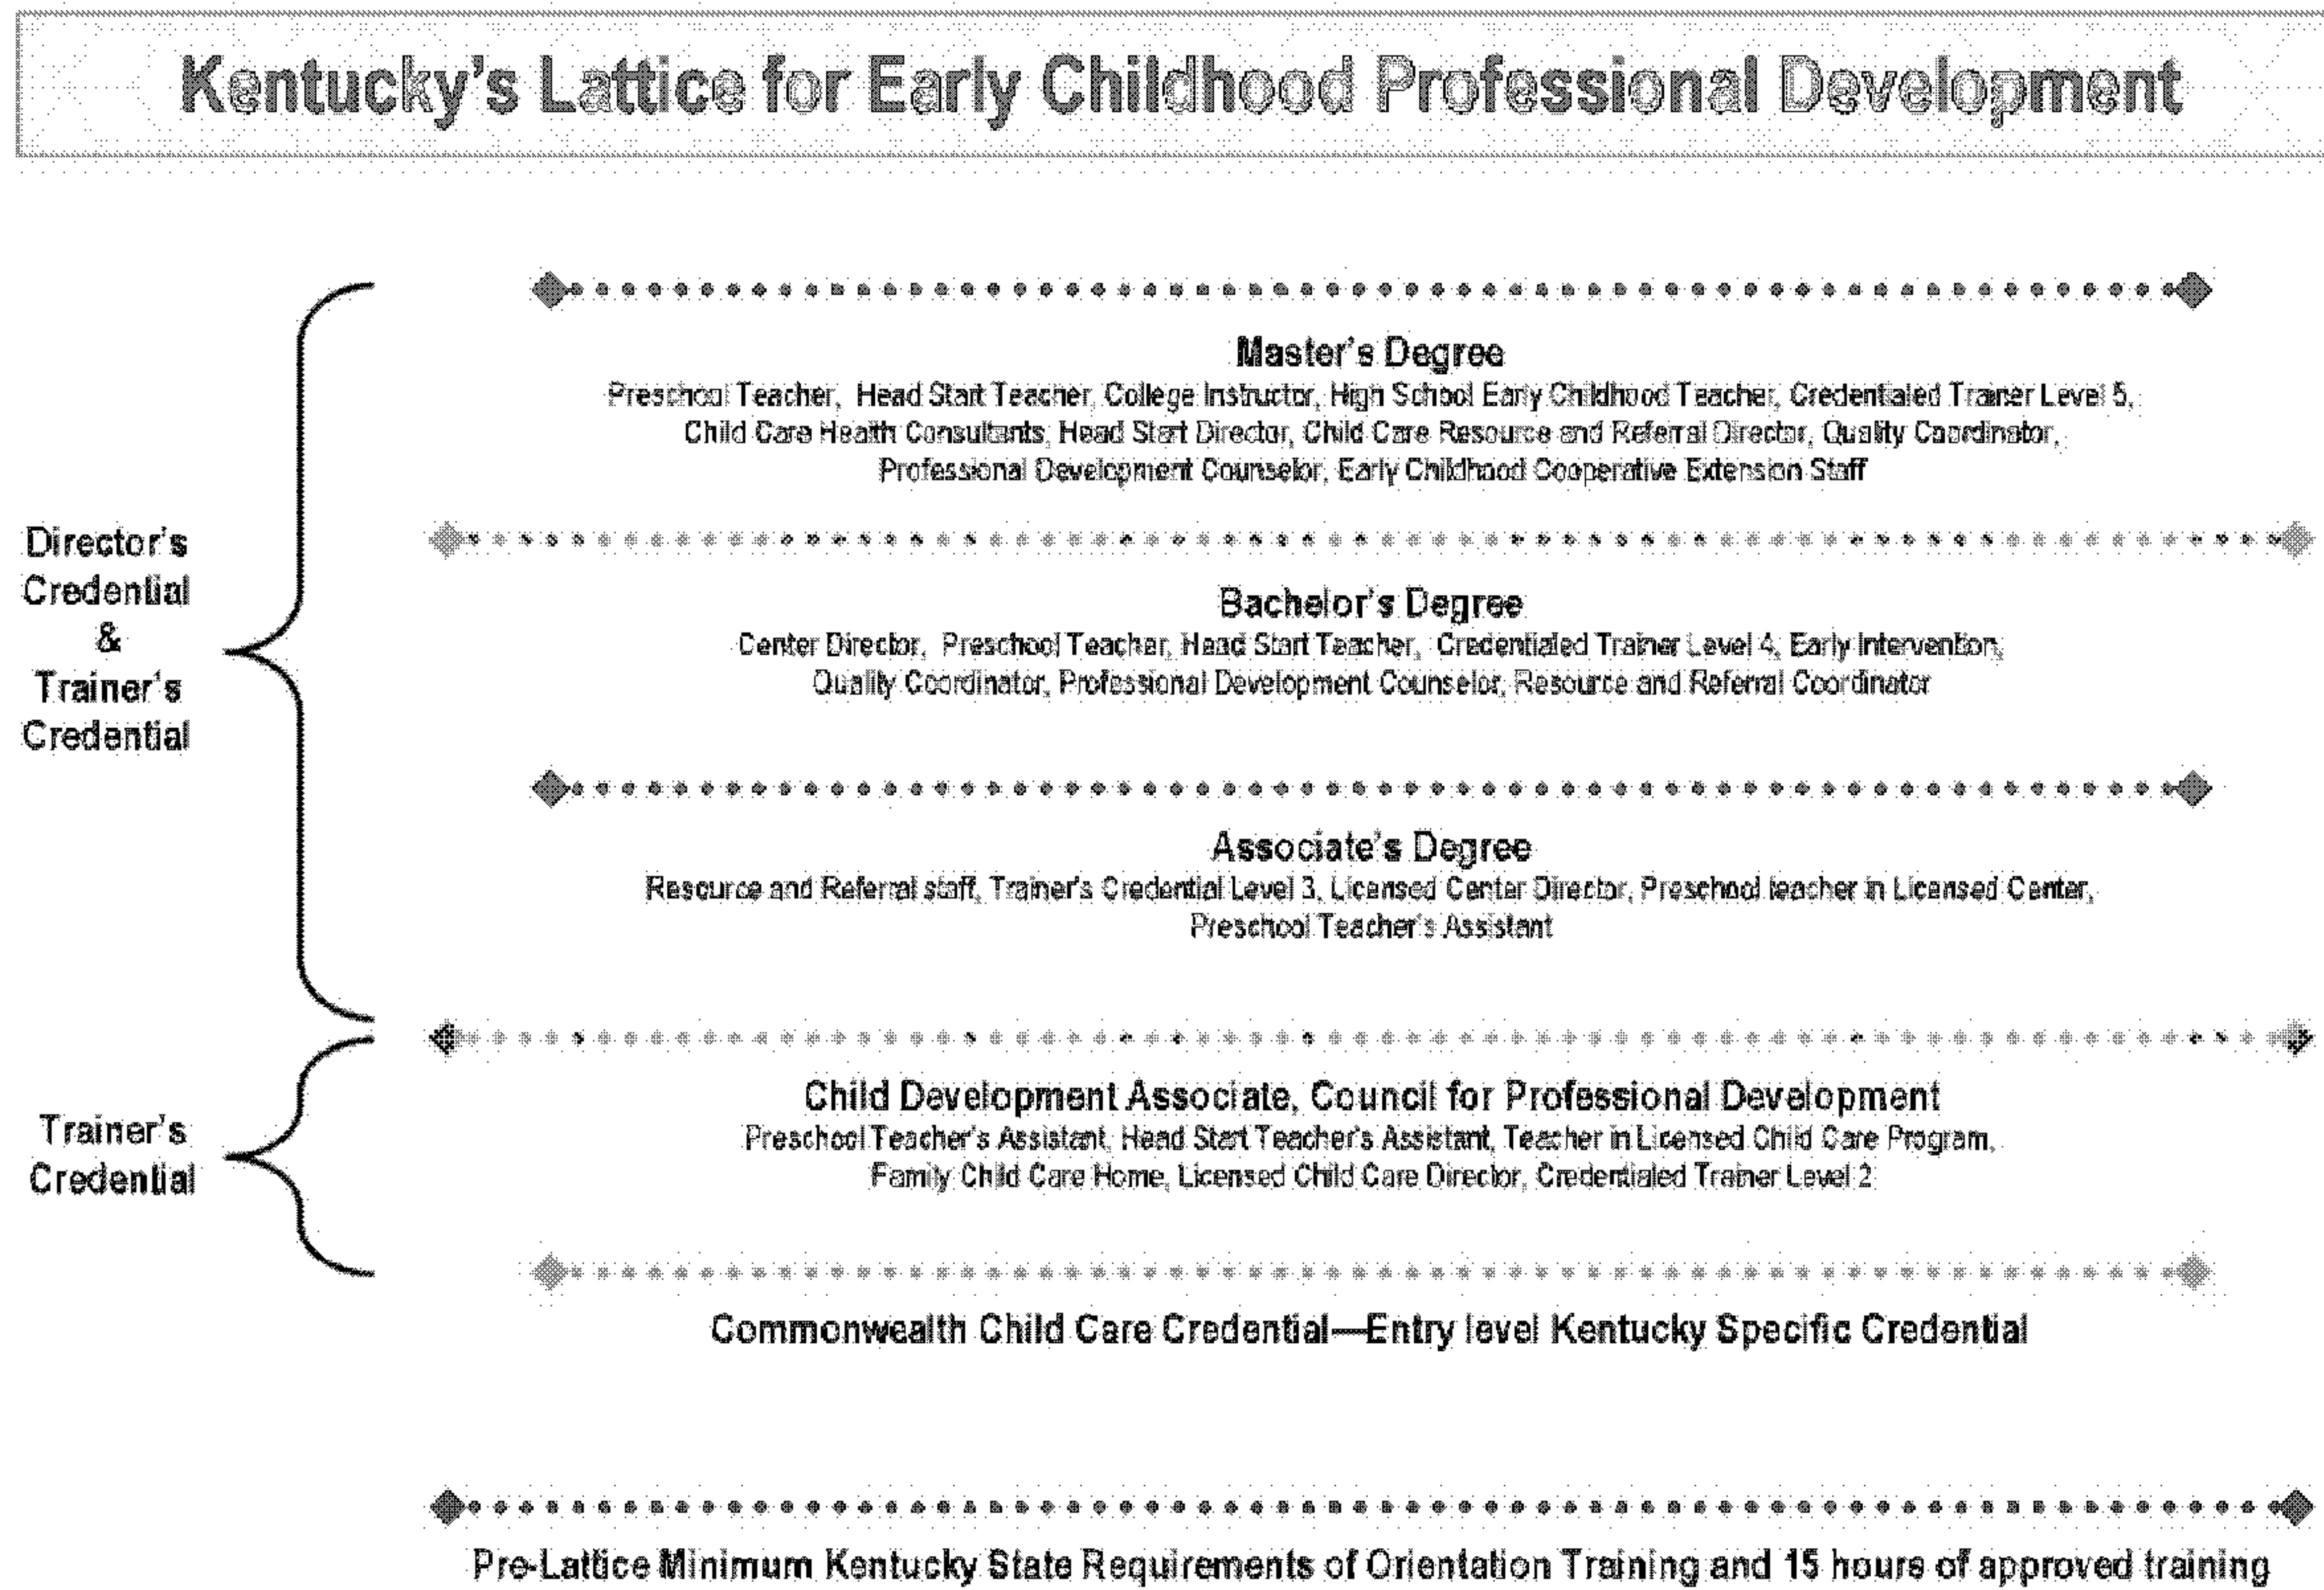 Kentucky's Lattice for Early Childhood Professional Development
Master's Degree
Preschool Teacher, Head Start Teacher, College Instructor, High School Early Childhood Teacher, Credentialed Trainer Level 5,
Child Care Health Consultants, Head Start Director, Child Care Resource and Referral Director, Quality Coordinator,
Professional Development Counselor, Early Childhood Cooperative Extension Staff
Director's
Credential
&
Trainer's
Credential
Bachelor's Degree
Center Director, Preschool Teacher, Head Start Teacher, Credentialed Trainer Level 4, Early Intervention,
Quality Coordinator, Professional Development Counselor, Resource and Referral Coordinator
Associate's Degree
Resource and Referral staff, Trainer's Credential Level 3, Licensed Center Director, Preschool teacher in Licensed Center,
Preschool Teacher's Assistant
Trainer's
Credential
Child Development Associate, Council for Professional Development
Preschool Teacher's Assistant, Head Start Teacher's Assistant, Teacher in Licensed Child Care Program,
Family Child Care Home, Licensed Child Care Director, Credentialed Trainer Level 2
Commonwealth Child Care Credential—Entry level Kentucky Specific Credential
Pre-Lattice Minimum Kentucky State Requirements of Orientation Training and 15 hours of approved training